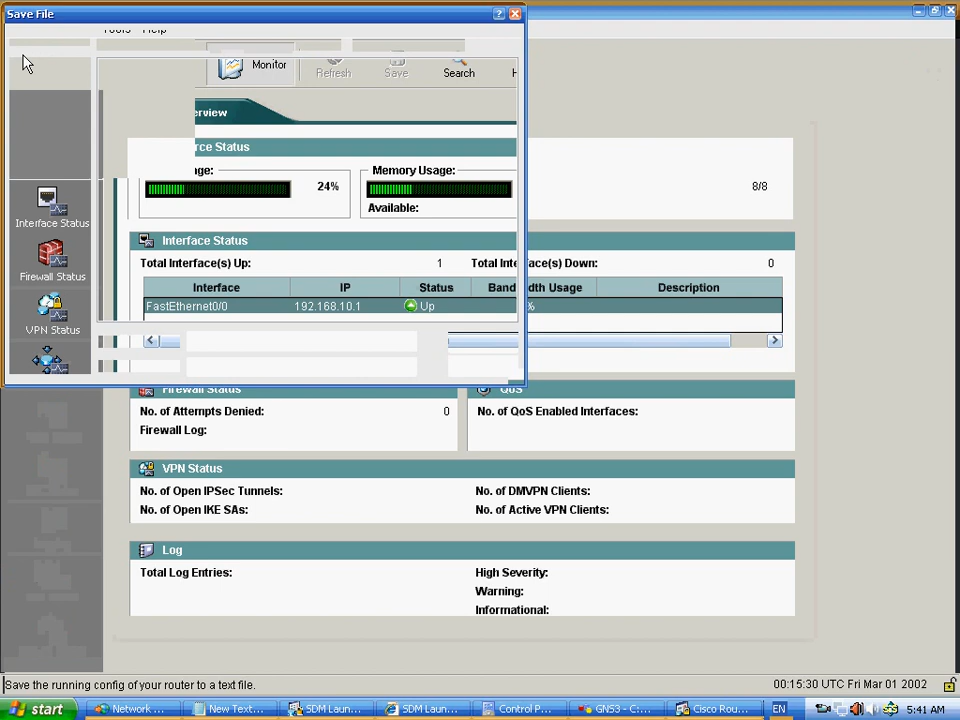 Save File
Tools Help
Monitor
Refresh
Save
Search
erview
rce Status
age:
24%
Memory Usage:
Available:
8/8
Interface Status
Firewall Status
VPN Status
Interface Status
Total Interface(s) Up: 1 Total Interface(s) Down: 0
Interface IP Status Bandwidth Usage Description
FastEthernet0/0 192.168.10.1 Up %
Firewall Status
QoS
No. of Attempts Denied: 0
No. of QoS Enabled Interfaces:
Firewall Log:
VPN Status
No. of Open IPSec Tunnels: No. of DMVPN Clients:
No. of Open IKE SAs: No. of Active VPN Clients:
Log
Total Log Entries: High Severity:
Warning:
Informational:
Save the running config of your router to a text file. 00:15:30 UTC Fri Mar 01 2002
start Network ... New Text... SDM Laun... SDM Laun... Control P... GNS3 - C:... Cisco Rou... EN 5:41 AM